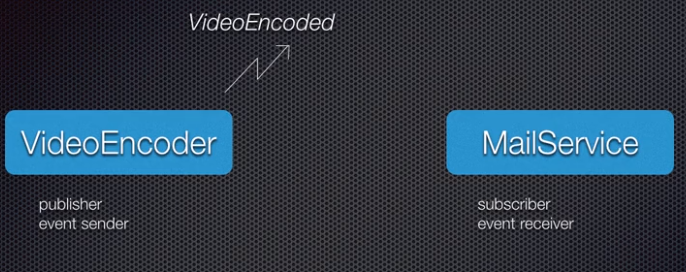 VideoEncoded
VideoEncoder
MailService
publisher
event sender
subscriber
event receiver